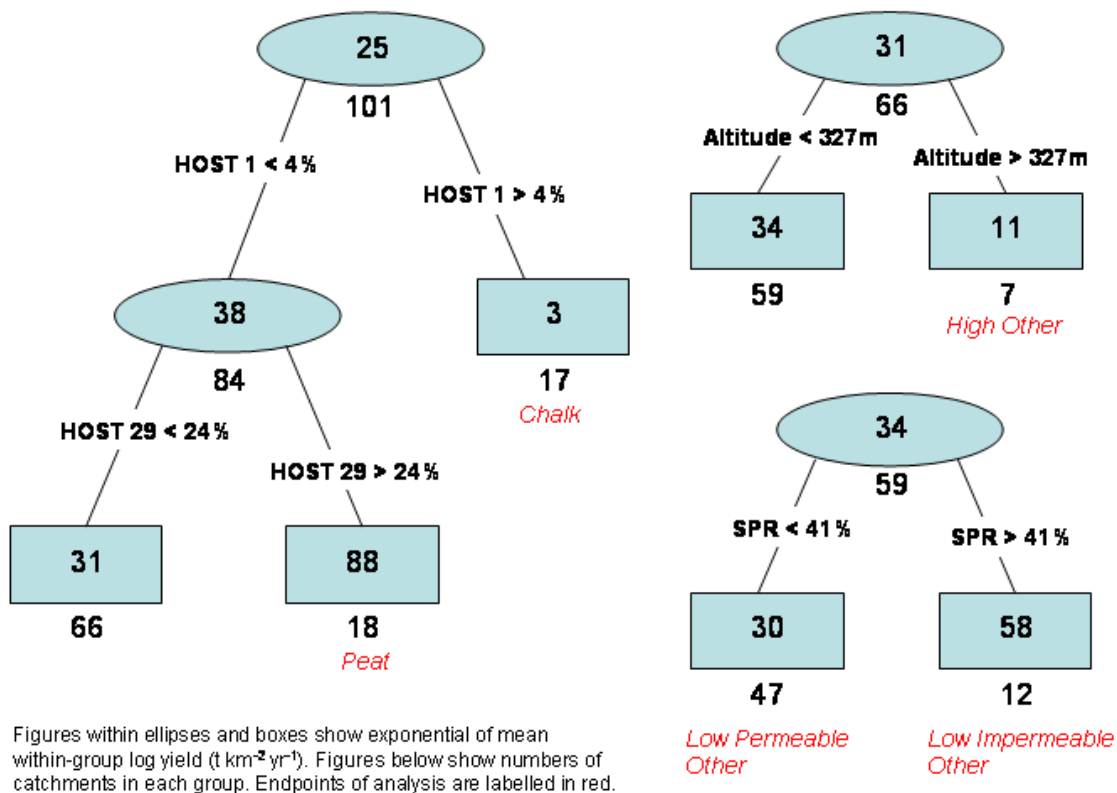 25
101
HOST 1 < 4%
HOST 1 > 4%
38
84
3
17
Chalk
HOST 29 < 24%
HOST 29 > 24%
31
66
88
18
Peat
31
66
Altitude < 327m
Altitude > 327m
34
59
11
7
High Other
34
59
SPR < 41%
SPR > 41%
30
47
Low Permeable
Other
58
12
Low Impermeable
Other
Figures within ellipses and boxes show exponential of mean
within-group log yield (t km⁻² yr⁻¹). Figures below show numbers of
catchments in each group. Endpoints of analysis are labelled in red.